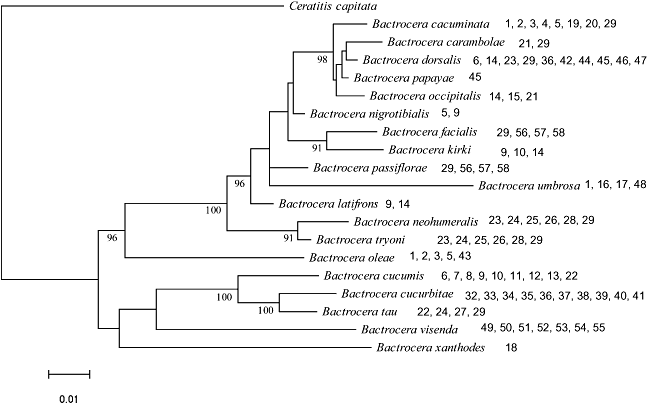 Ceratitis capitata
Bactrocera cacuminata 1, 2, 3, 4, 5, 19, 20, 29
Bactrocera carambolae 21, 29
98
Bactrocera dorsalis 6, 14, 23, 29, 36, 42, 44, 45, 46, 47
Bactrocera papayae 45
Bactrocera occipitalis 14, 15, 21
Bactrocera nigrotibialis 5, 9
Bactrocera facialis 29, 56, 57, 58
91
Bactrocera kirki 9, 10, 14
Bactrocera passiflorae 29, 56, 57, 58
96
Bactrocera umbrosa 1, 16, 17, 48
Bactrocera latifrons 9, 14
100
Bactrocera neohumeralis 23, 24, 25, 26, 28, 29
96
91
Bactrocera tryoni 23, 24, 25, 26, 28, 29
Bactrocera oleae 1, 2, 3, 5, 43
Bactrocera cucumis 6, 7, 8, 9, 10, 11, 12, 13, 22
100
Bactrocera cucurbitae 32, 33, 34, 35, 36, 37, 38, 39, 40, 41
100
Bactrocera tau 22, 24, 27, 29
Bactrocera visenda 49, 50, 51, 52, 53, 54, 55
Bactrocera xanthodes 18
0.01